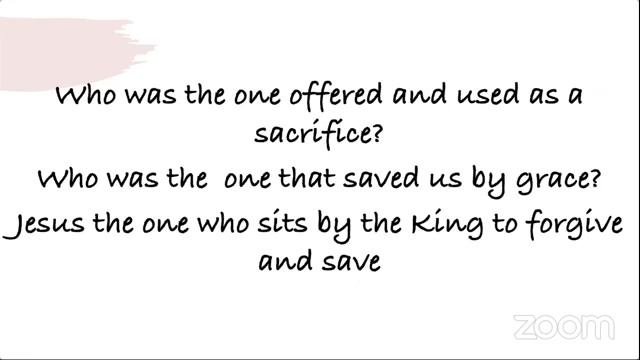 Who was the one offered and used as a
sacrifice?
Who was the one that saved us by grace?
Jesus the one who sits by the King to forgive
and save
zoom